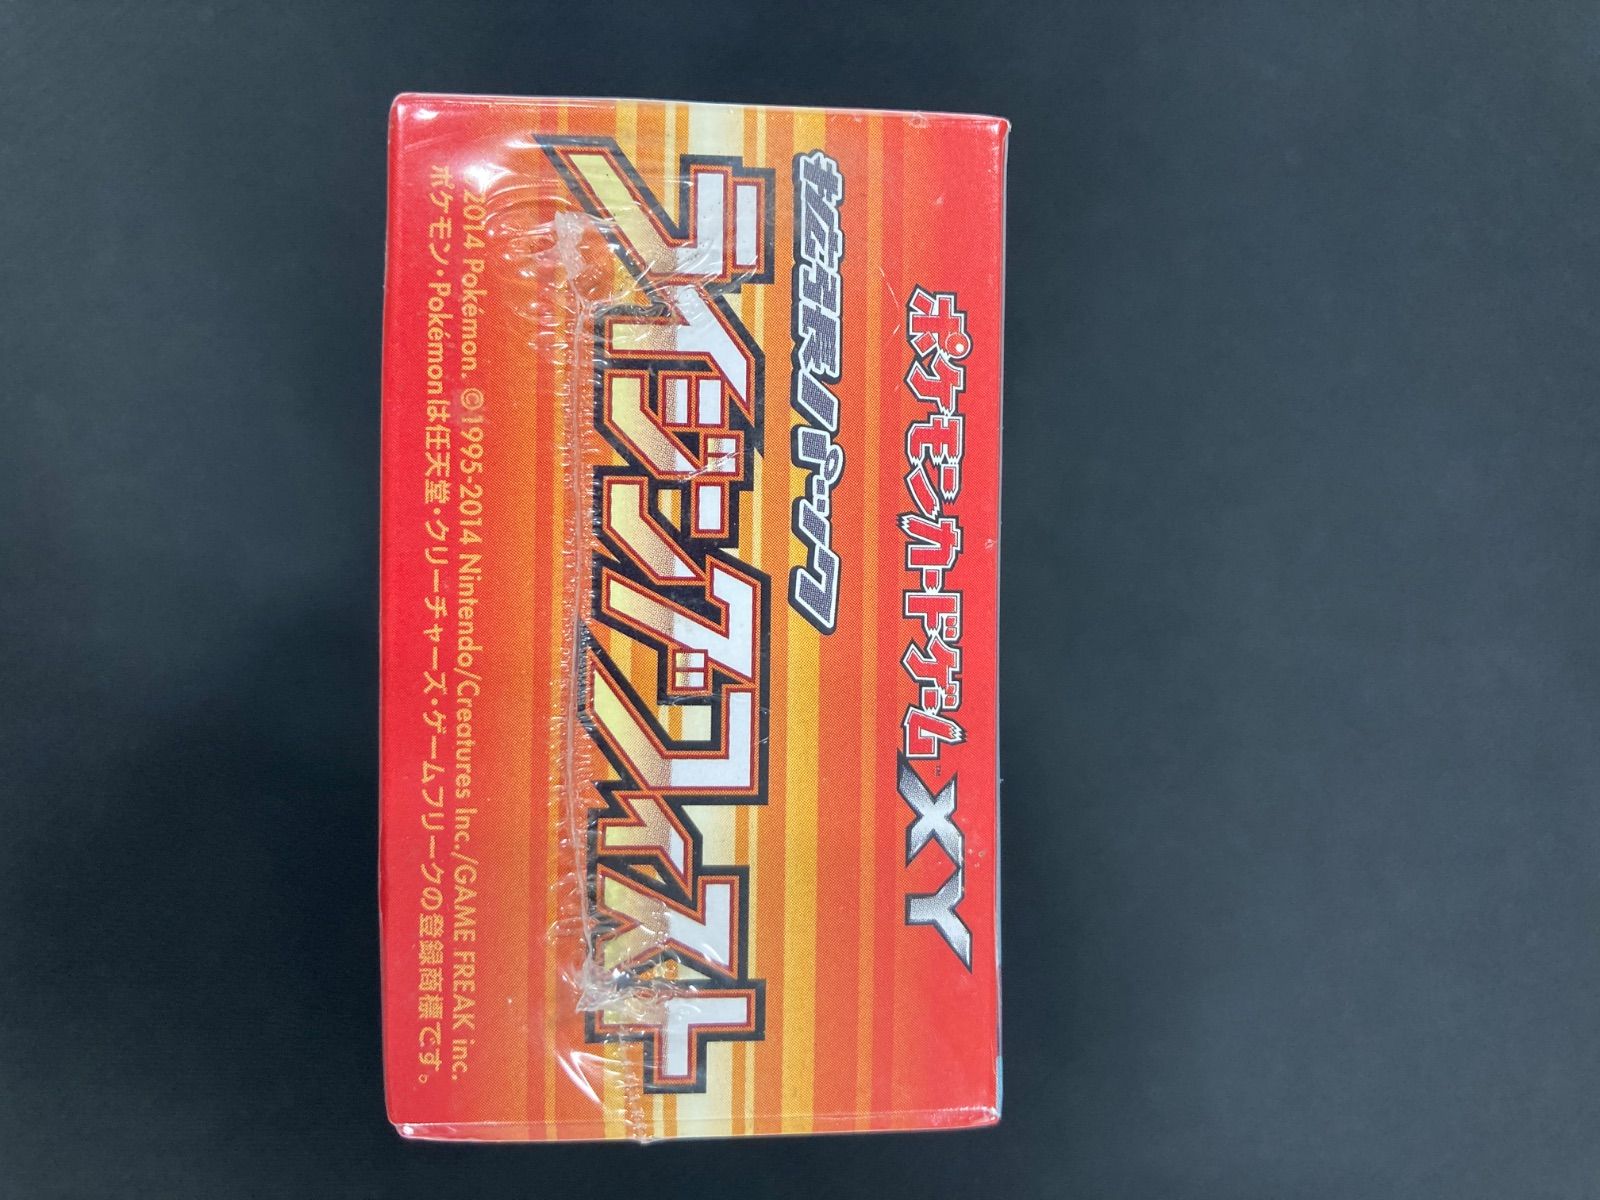 ポケモンカードゲーム™ XY
拡張パック
ライジングフィスト
2014 Pokémon. ©1995-2014 Nintendo/Creatures Inc./GAME FREAK inc.
ポケモン・Pokémonは任天堂・クリーチャーズ・ゲームフリークの登録商標です。